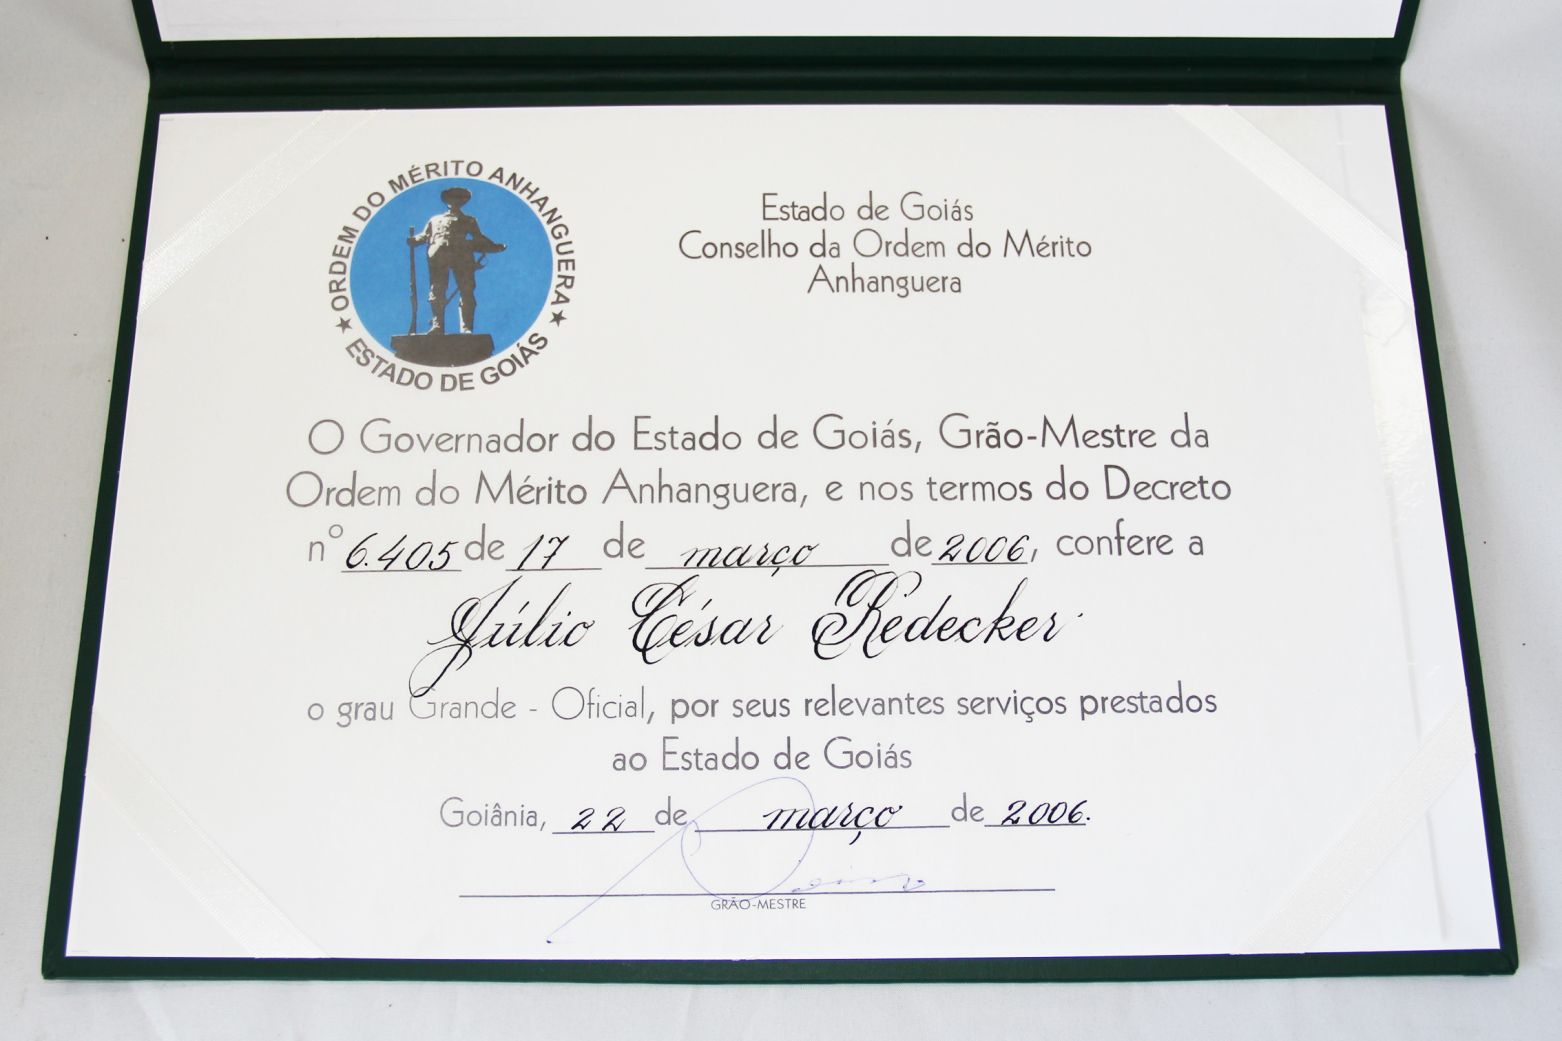 ORDEM DO MÉRITO ANHANGUERA
★ ESTADO DE GOIÁS ★
Estado de Goiás
Conselho da Ordem do Mérito
Anhanguera
O Governador do Estado de Goiás, Grão-Mestre da
Ordem do Mérito Anhanguera, e nos termos do Decreto
nº 6.405 de 17 de março de 2006, confere a
Júlio César Redecker
o grau Grande - Oficial, por seus relevantes serviços prestados
ao Estado de Goiás
Goiânia, 22 de março de 2006.
GRÃO-MESTRE